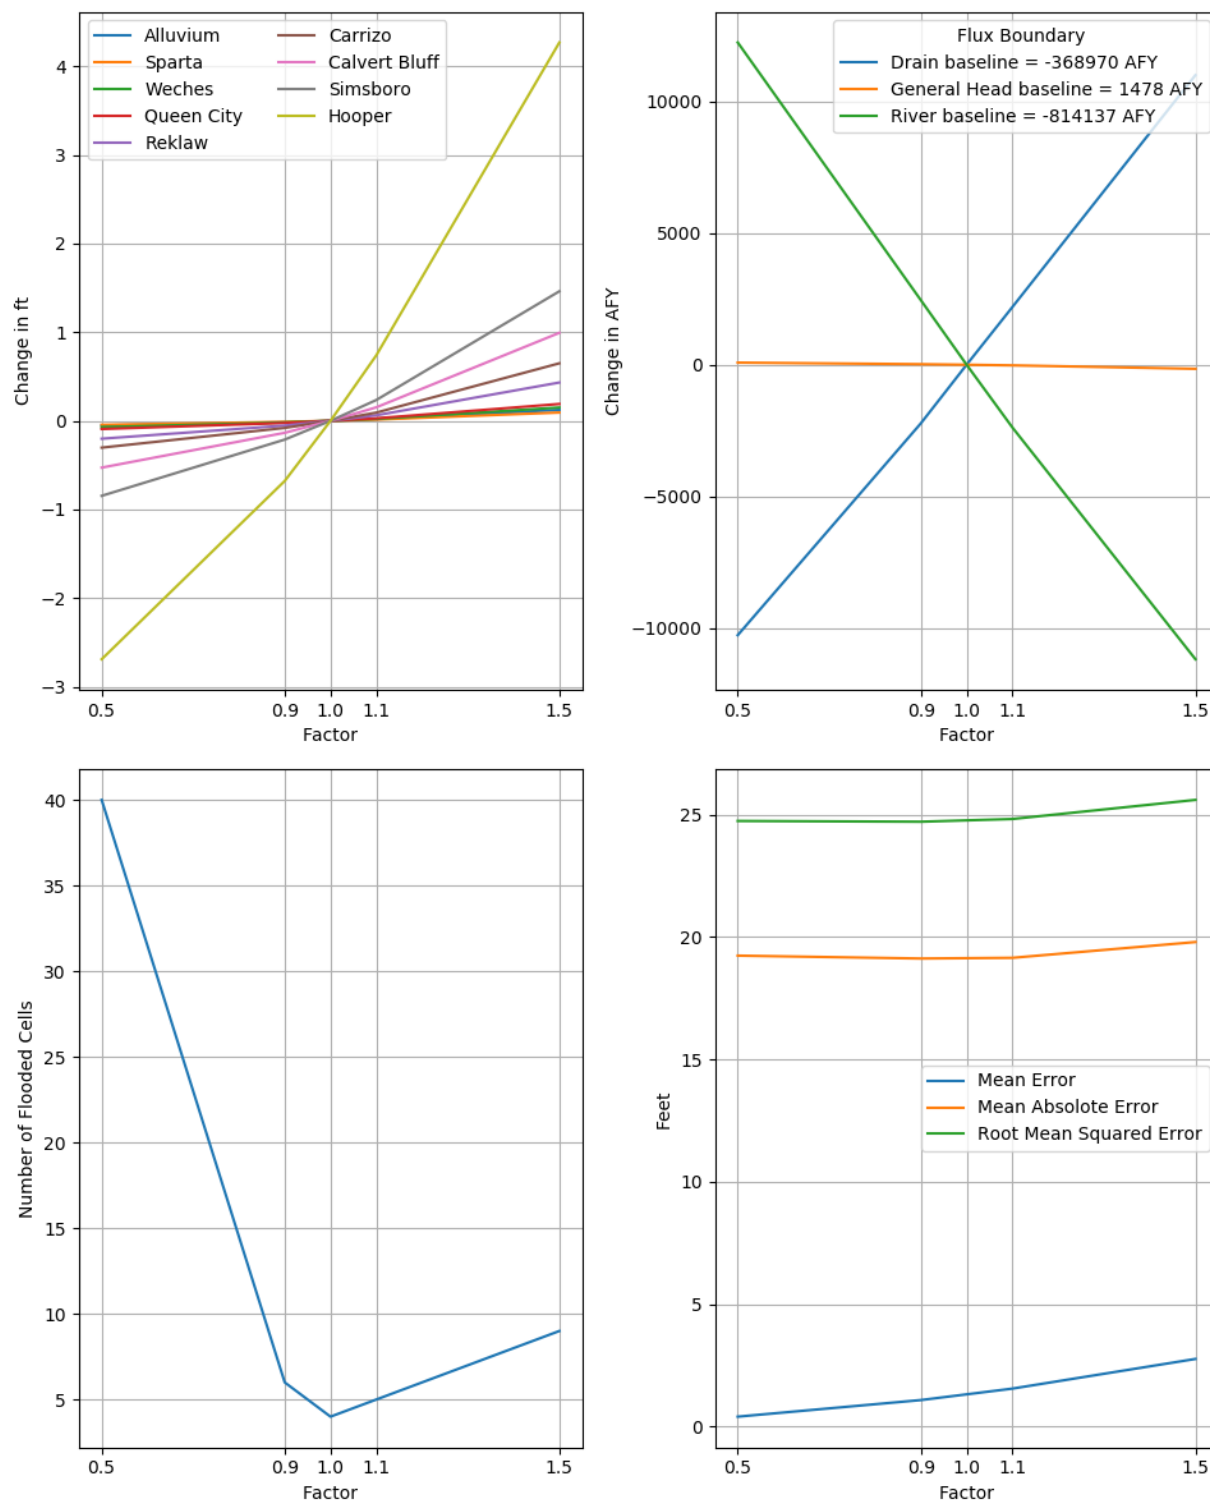 Alluvium
Sparta
Weches
Queen City
Reklaw
Carrizo
Calvert Bluff
Simsboro
Hooper
Change in ft
4
3
2
1
0
−1
−2
−3
0.5 0.9 1.0 1.1 1.5
Factor
Flux Boundary
Drain baseline = -368970 AFY
General Head baseline = 1478 AFY
River baseline = -814137 AFY
Change in AFY
10000
5000
0
−5000
−10000
0.5 0.9 1.0 1.1 1.5
Factor
Number of Flooded Cells
40
35
30
25
20
15
10
5
0.5 0.9 1.0 1.1 1.5
Factor
Feet
25
20
15
10
5
0
Mean Error
Mean Absolote Error
Root Mean Squared Error
0.5 0.9 1.0 1.1 1.5
Factor